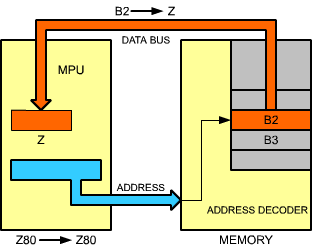 B2 → Z
DATA BUS
MPU
Z
B2
B3
ADDRESS
ADDRESS DECODER
Z80 → Z80
MEMORY